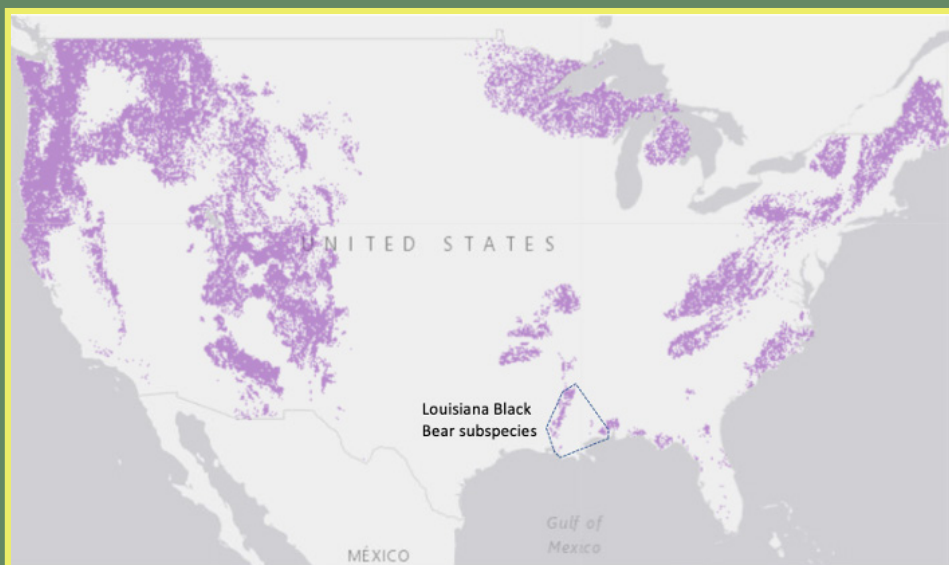 UNITED STATES
Louisiana Black
Bear subspecies
Gulf of
Mexico
MÉXICO